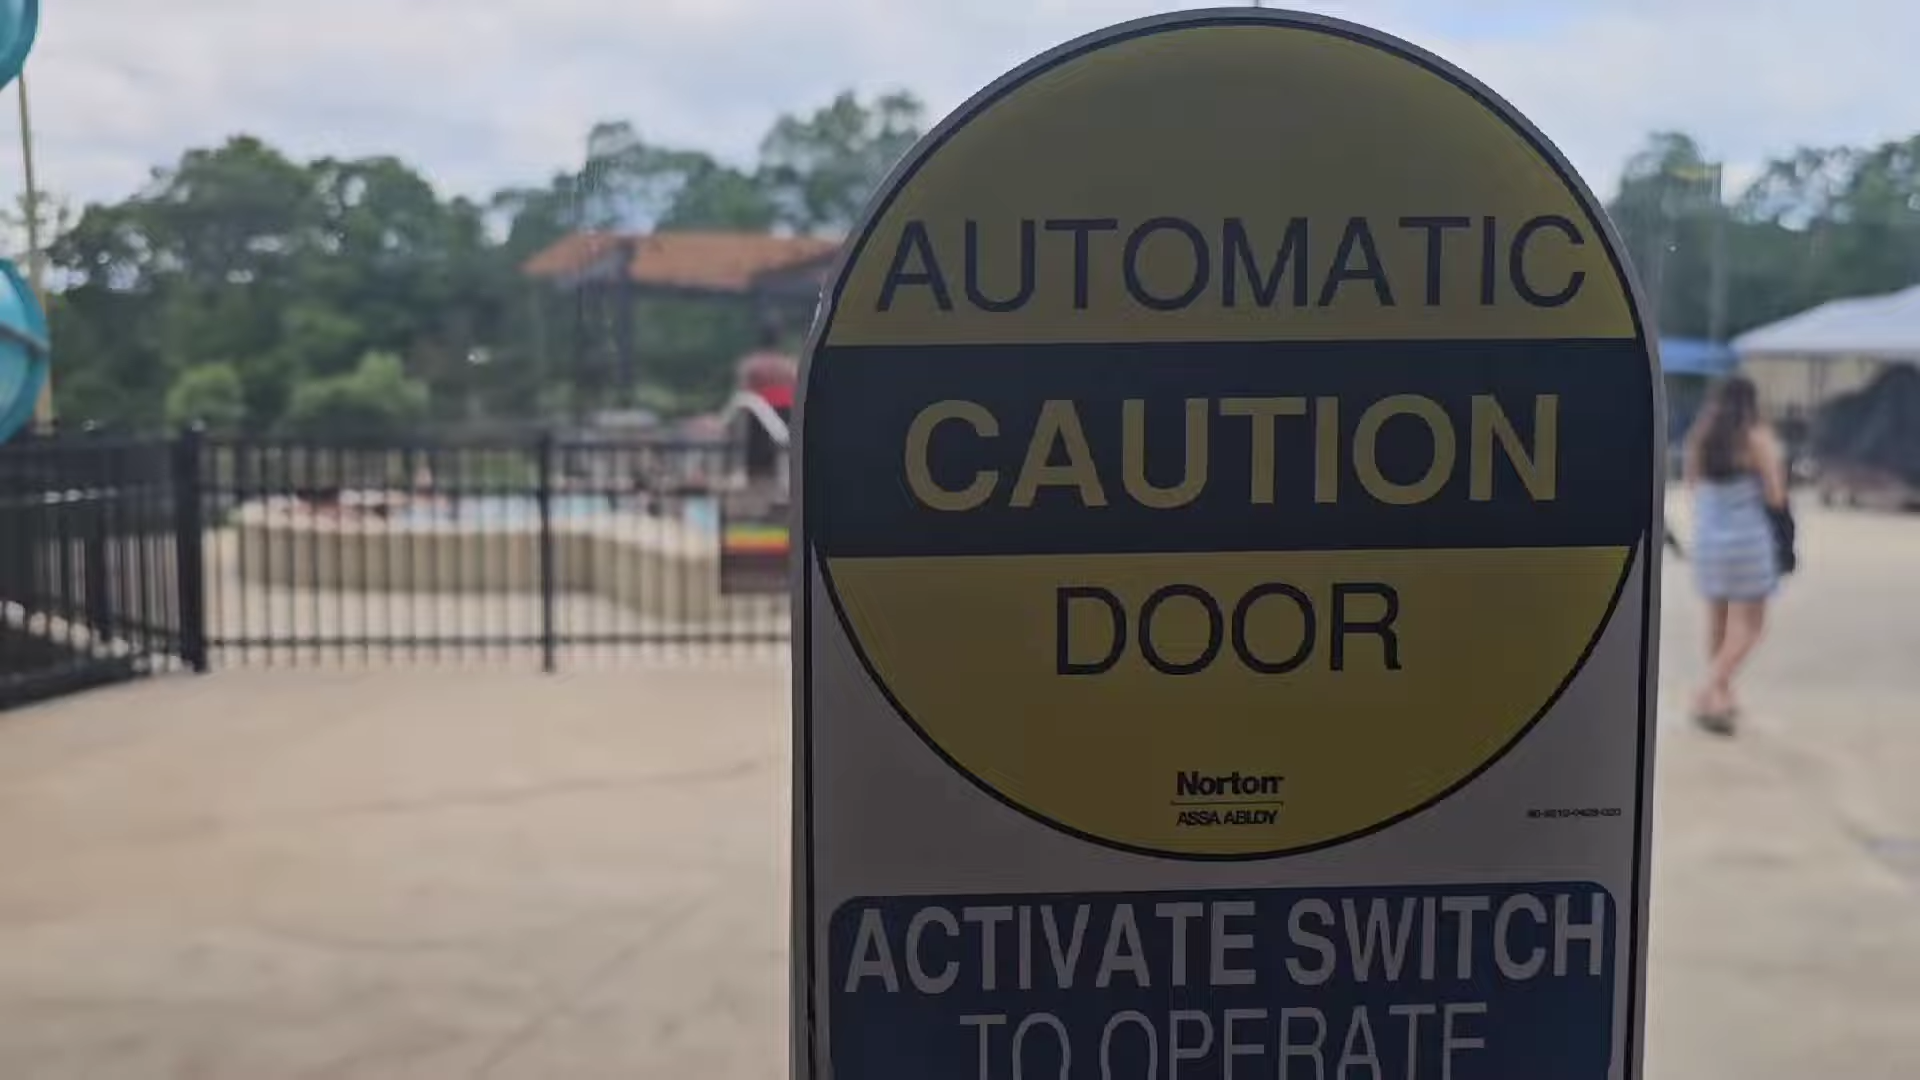 AUTOMATIC
CAUTION
DOOR
Norton
ASSA ABLOY
ACTIVATE SWITCH
TO OPERATE